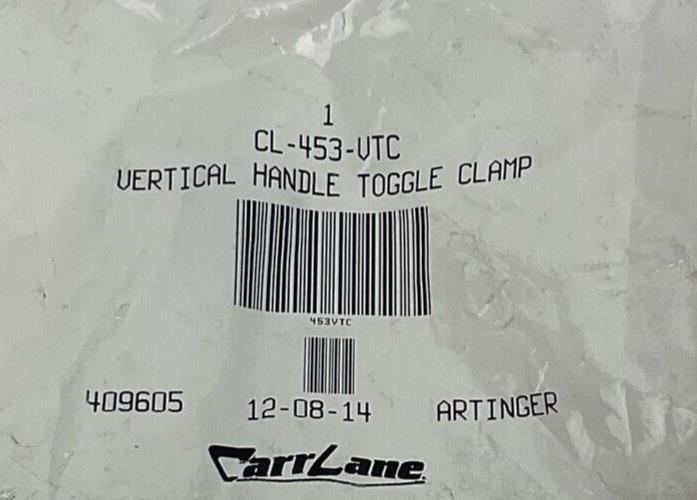 1
CL-453-VTC
VERTICAL HANDLE TOGGLE CLAMP
453VTC
409605 12-08-14 ARTINGER
CarrLane